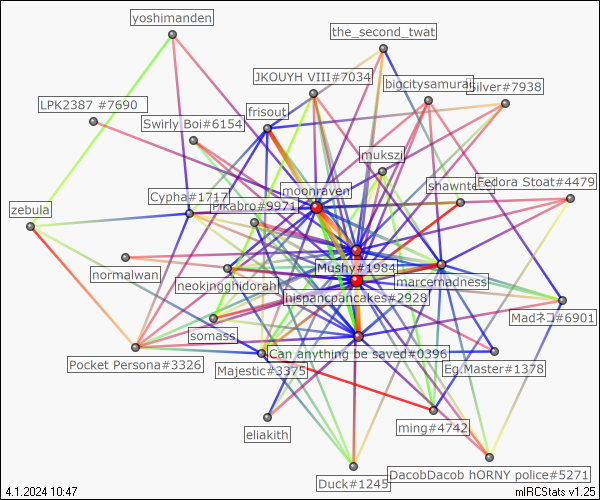 yoshimanden
the_second_twat
JKOUYH VIII#7034
bigcitysamurai
Silver#7938
LPK2387 #7690
frisout
Swirly Boi#6154
mukszi
moonraven
Fedora Stoat#4479
Cypha#1717
Pikabro#9971
zebula
normalwan
Mushy#1984
neokingghidorah
marcemadness
hispancpancakes#2928
Madネコ#6901
somass
Can anything be saved#0396
Pocket Persona#3326
Majestic#3375
Eg Master#1378
eliakith
ming#4742
DacobDacob hORNY police#5271
Duck#1245
4.1.2024 10:47
mIRCStats v1.25